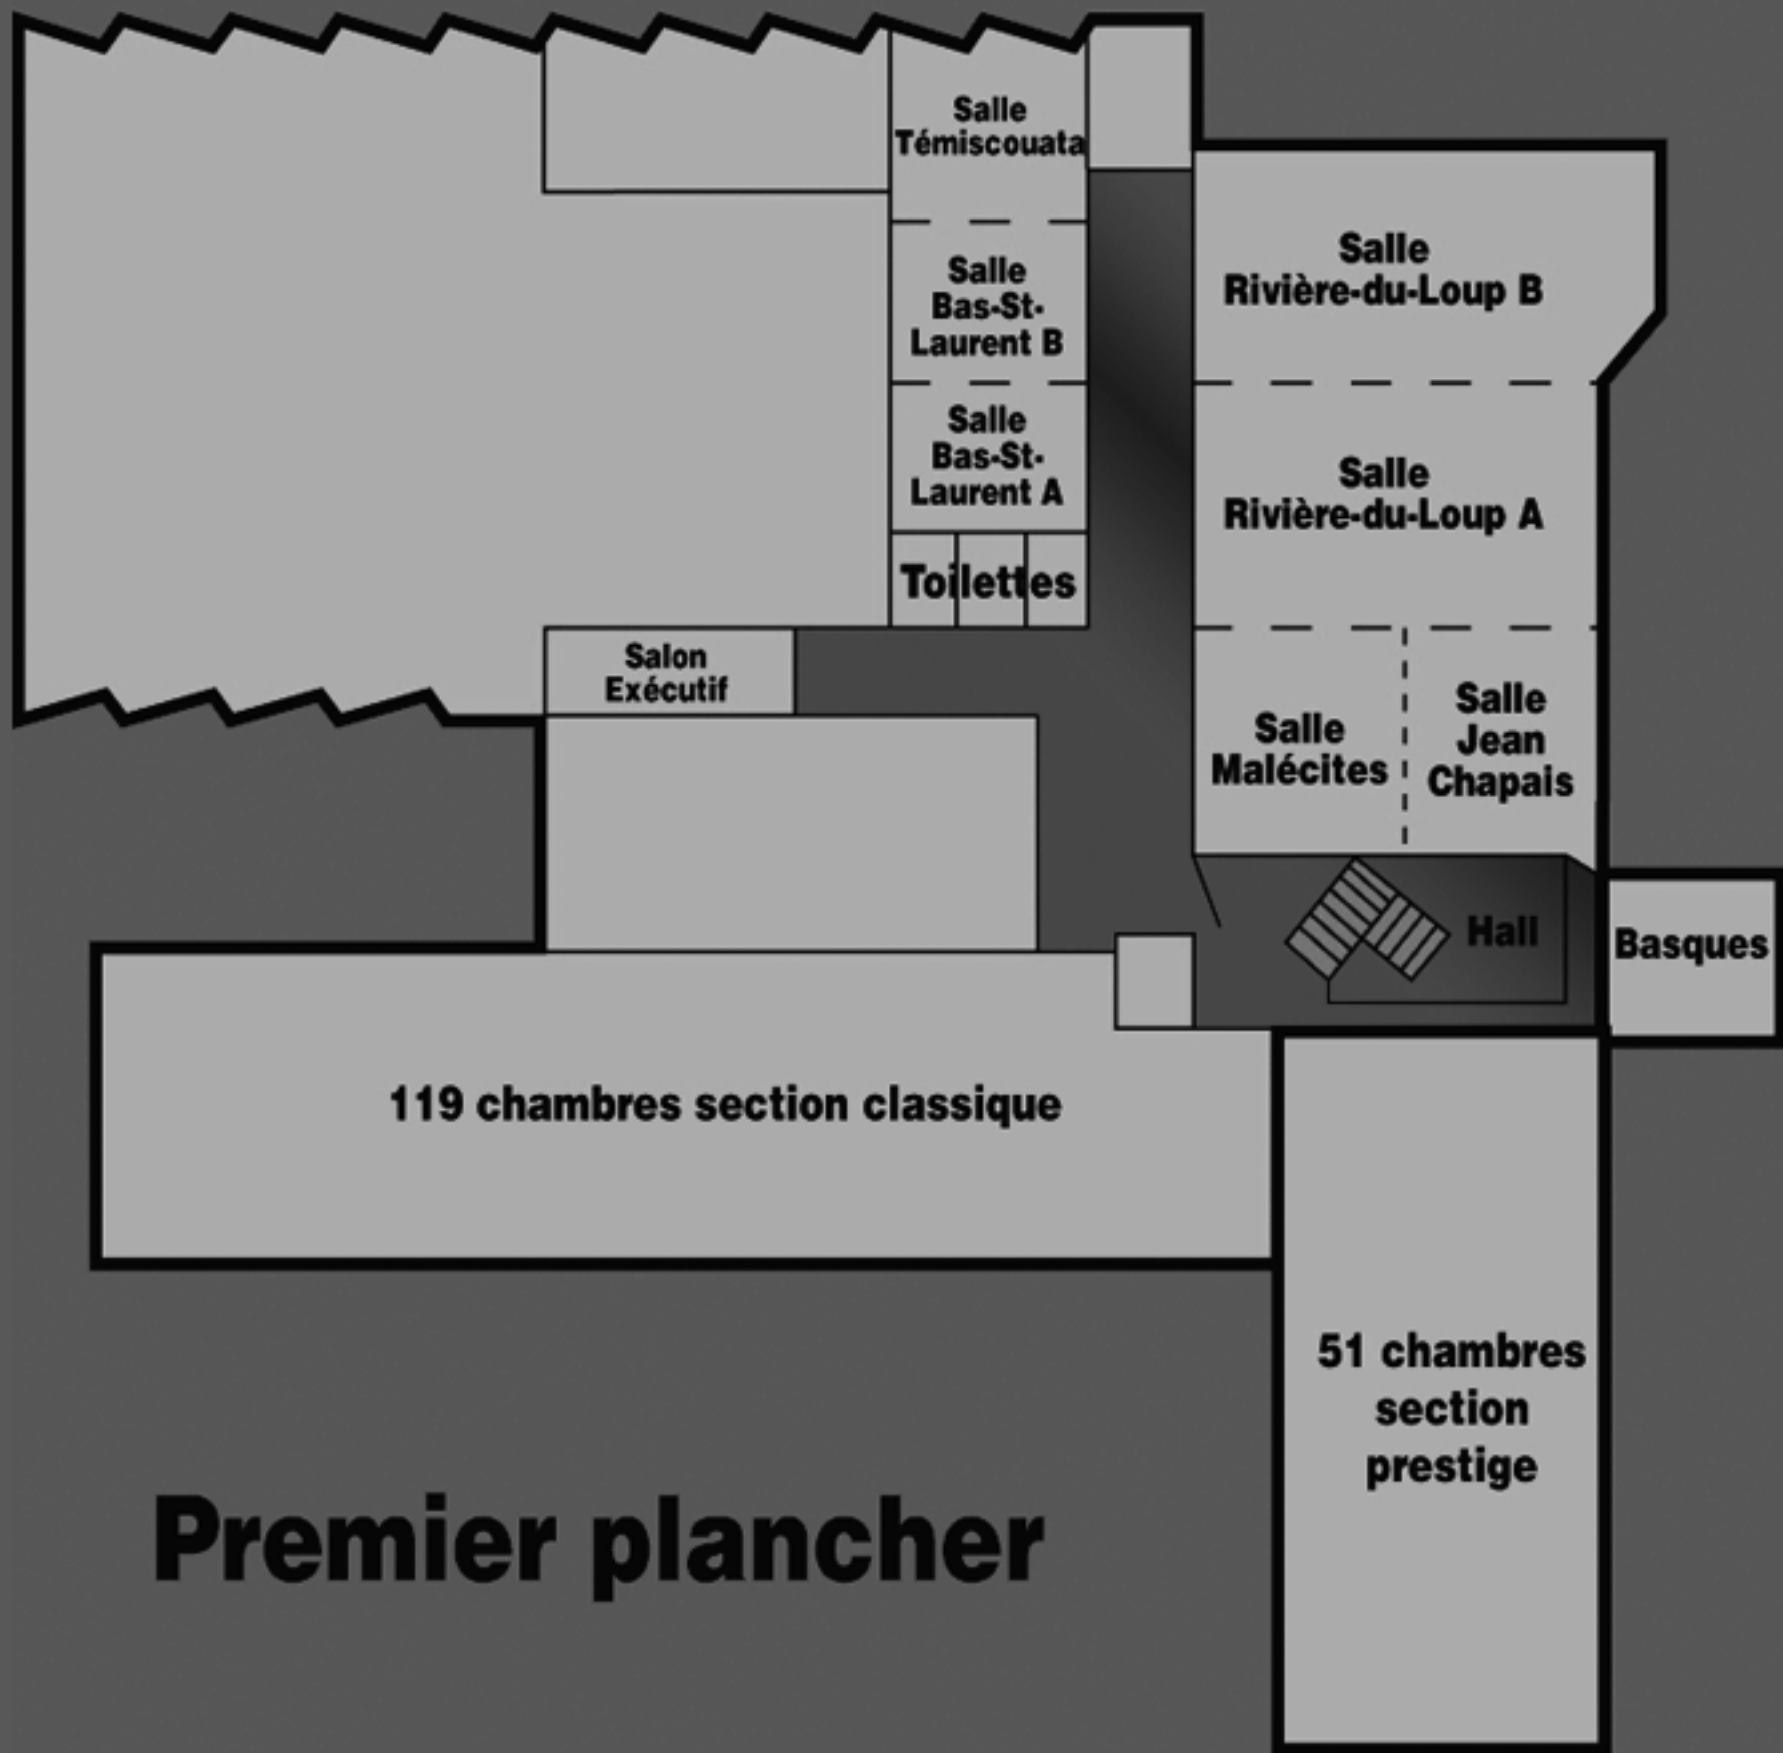 Salle
Témiscouata
Salle
Bas-St-
Laurent B
Salle
Bas-St-
Laurent A
Toilettes
Salon
Exécutif
Salle
Rivière-du-Loup B
Salle
Rivière-du-Loup A
Salle
Malécites
Salle
Jean
Chapais
Hall
Basques
119 chambres section classique
51 chambres
section
prestige
Premier plancher